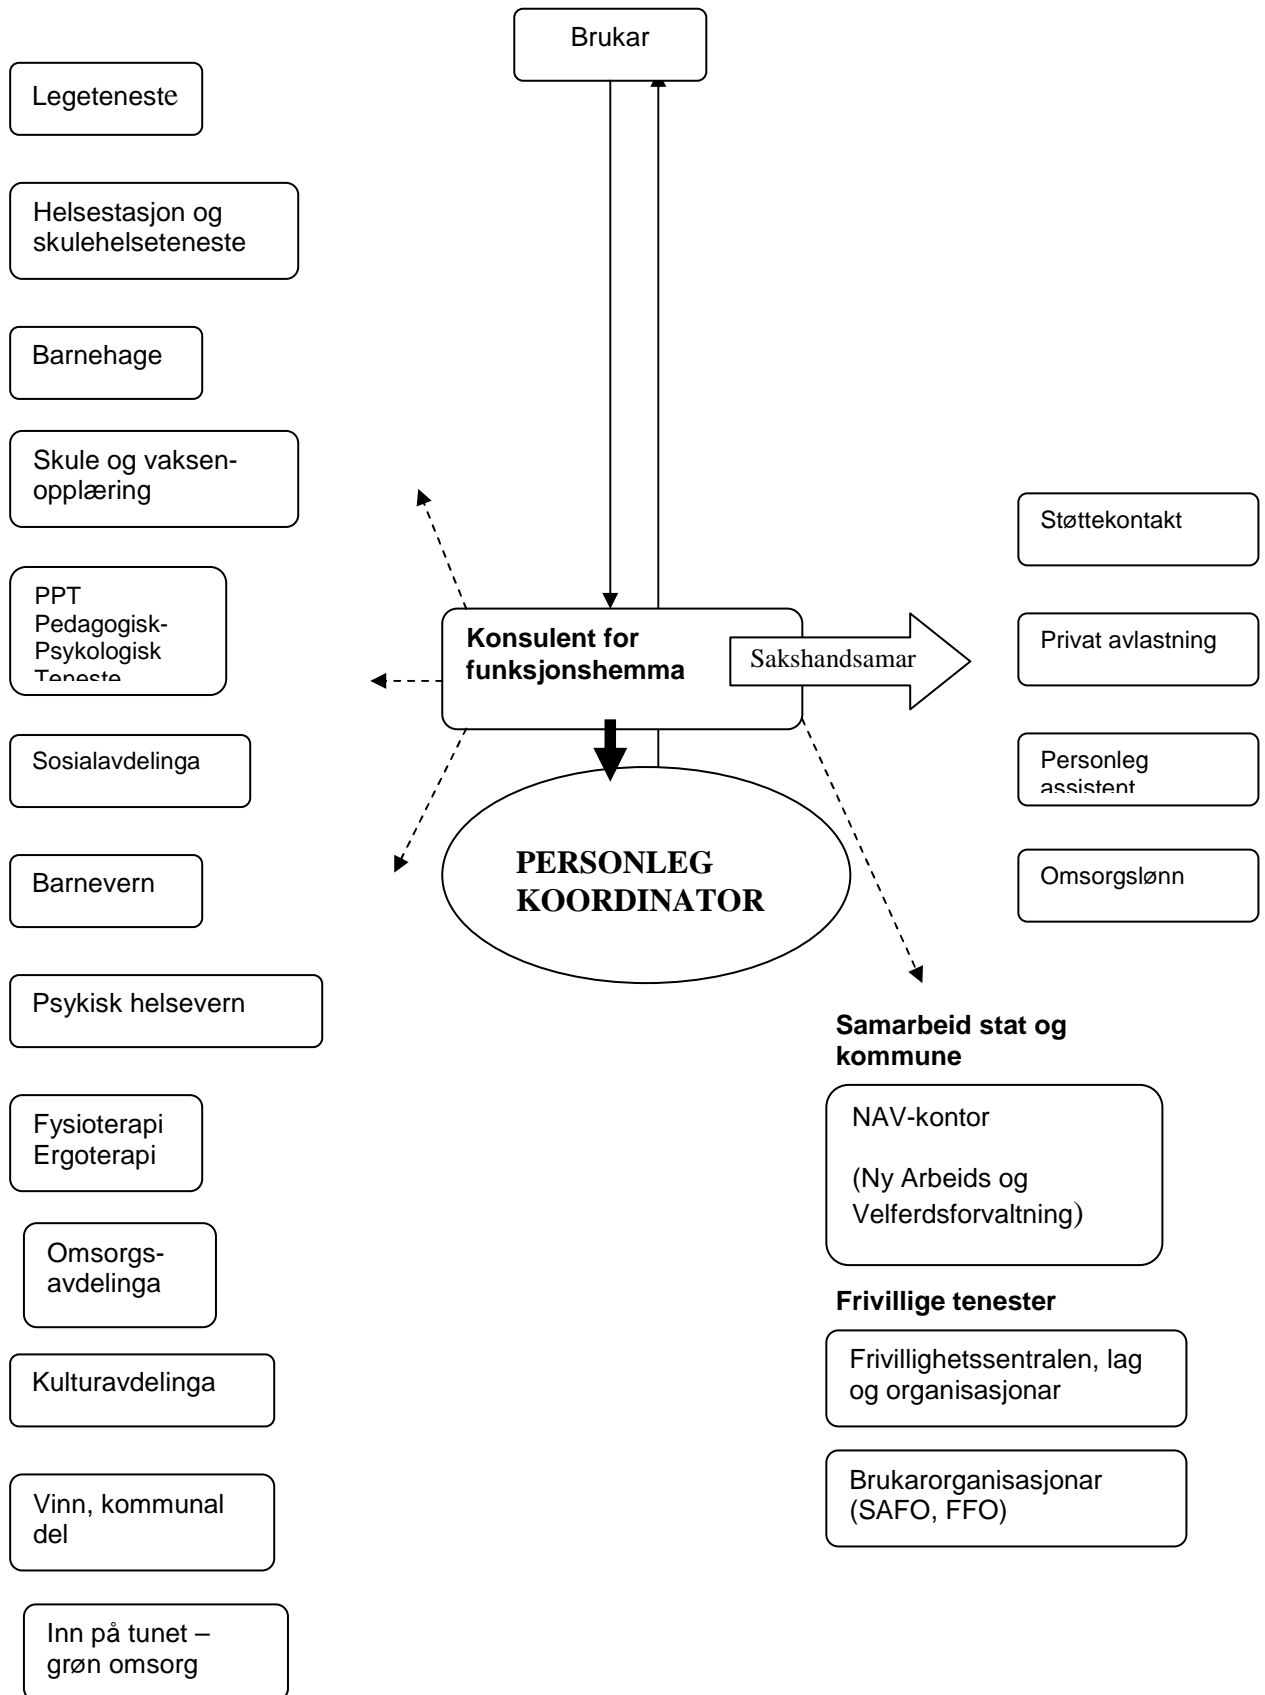 Brukar
Legeteneste
Helsestasjon og
skulehelseteneste
Barnehage
Skule og vaksen-
opplæring
PPT
Pedagogisk-
Psykologisk
Teneste
Sosialavdelinga
Barnevern
Psykisk helsevern
Fysioterapi
Ergoterapi
Omsorgs-
avdelinga
Kulturavdelinga
Vinn, kommunal
del
Inn på tunet –
grøn omsorg
Konsulent for
funksjonshemma
Sakshandsamar
PERSONLEG
KOORDINATOR
Støttekontakt
Privat avlastning
Personleg
assistent
Omsorgslønn
Samarbeid stat og
kommune
NAV-kontor
(Ny Arbeids og
Velferdsforvaltning)
Frivillige tenester
Frivillighetssentralen, lag
og organisasjonar
Brukarorganisasjonar
(SAFO, FFO)